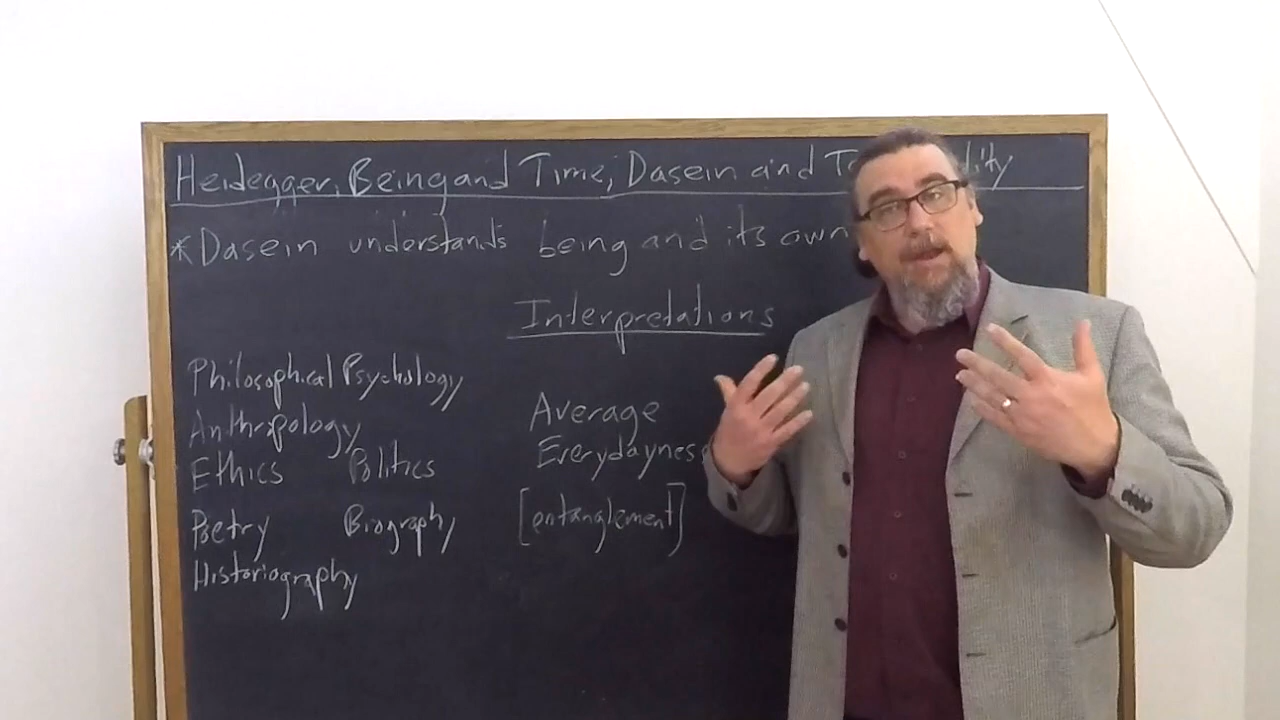 Heidegger, Being and Time; Dasein and
*Dasein understands being and its own
Interpretations
Philosophical Psychology
Anthropology
Ethics Politics
Poetry Biography
Historiography
Average
Everydayness
[entanglement]